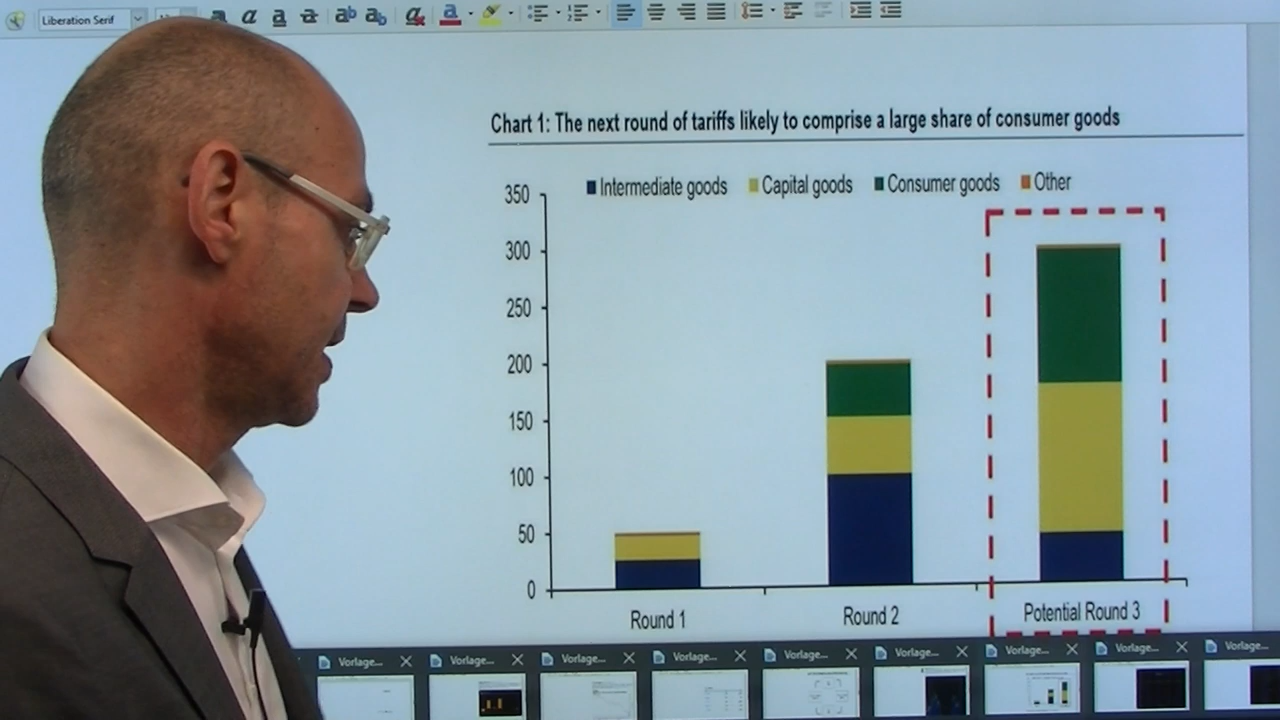 Liberation Serif
Chart 1: The next round of tariffs likely to comprise a large share of consumer goods
Intermediate goods Capital goods Consumer goods Other
350
300
250
200
150
100
50
0
Round 1 Round 2 Potential Round 3
Vorlage... Vorlage... Vorlage... Vorlage... Vorlage... Vorlage... Vorlage... Vorlage... Vorlage...